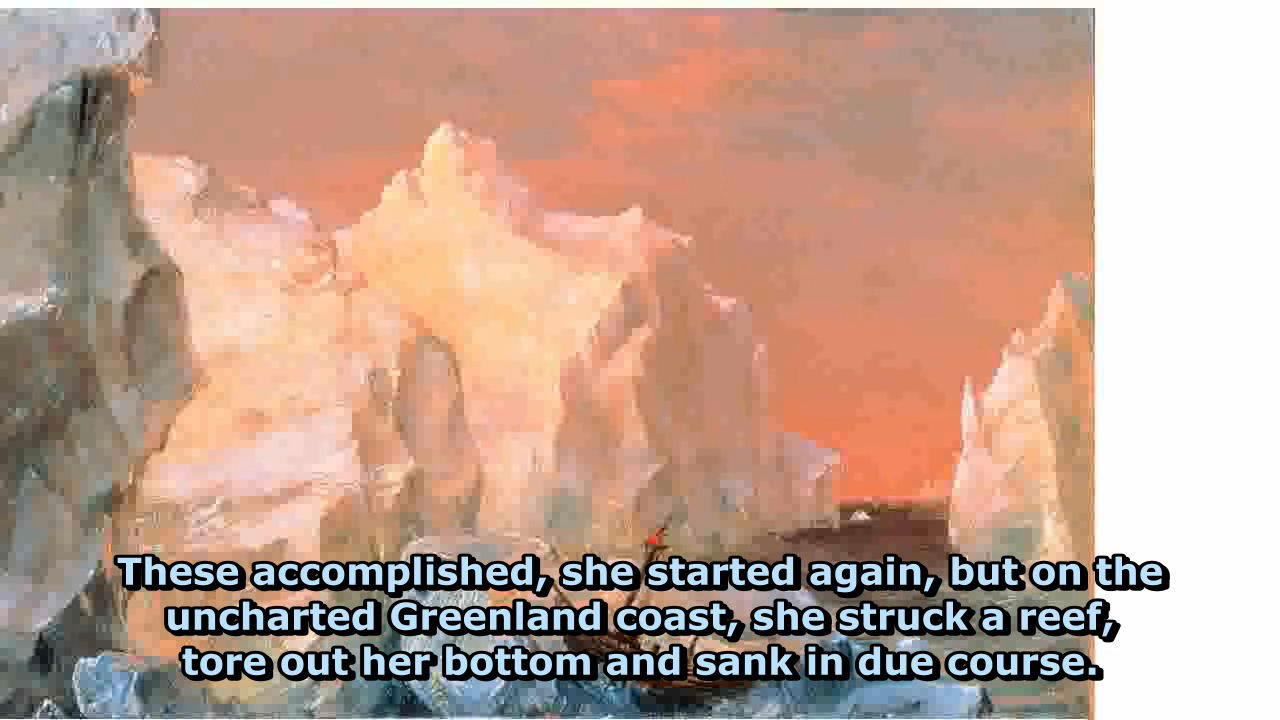 These accomplished, she started again, but on the
uncharted Greenland coast, she struck a reef,
tore out her bottom and sank in due course.